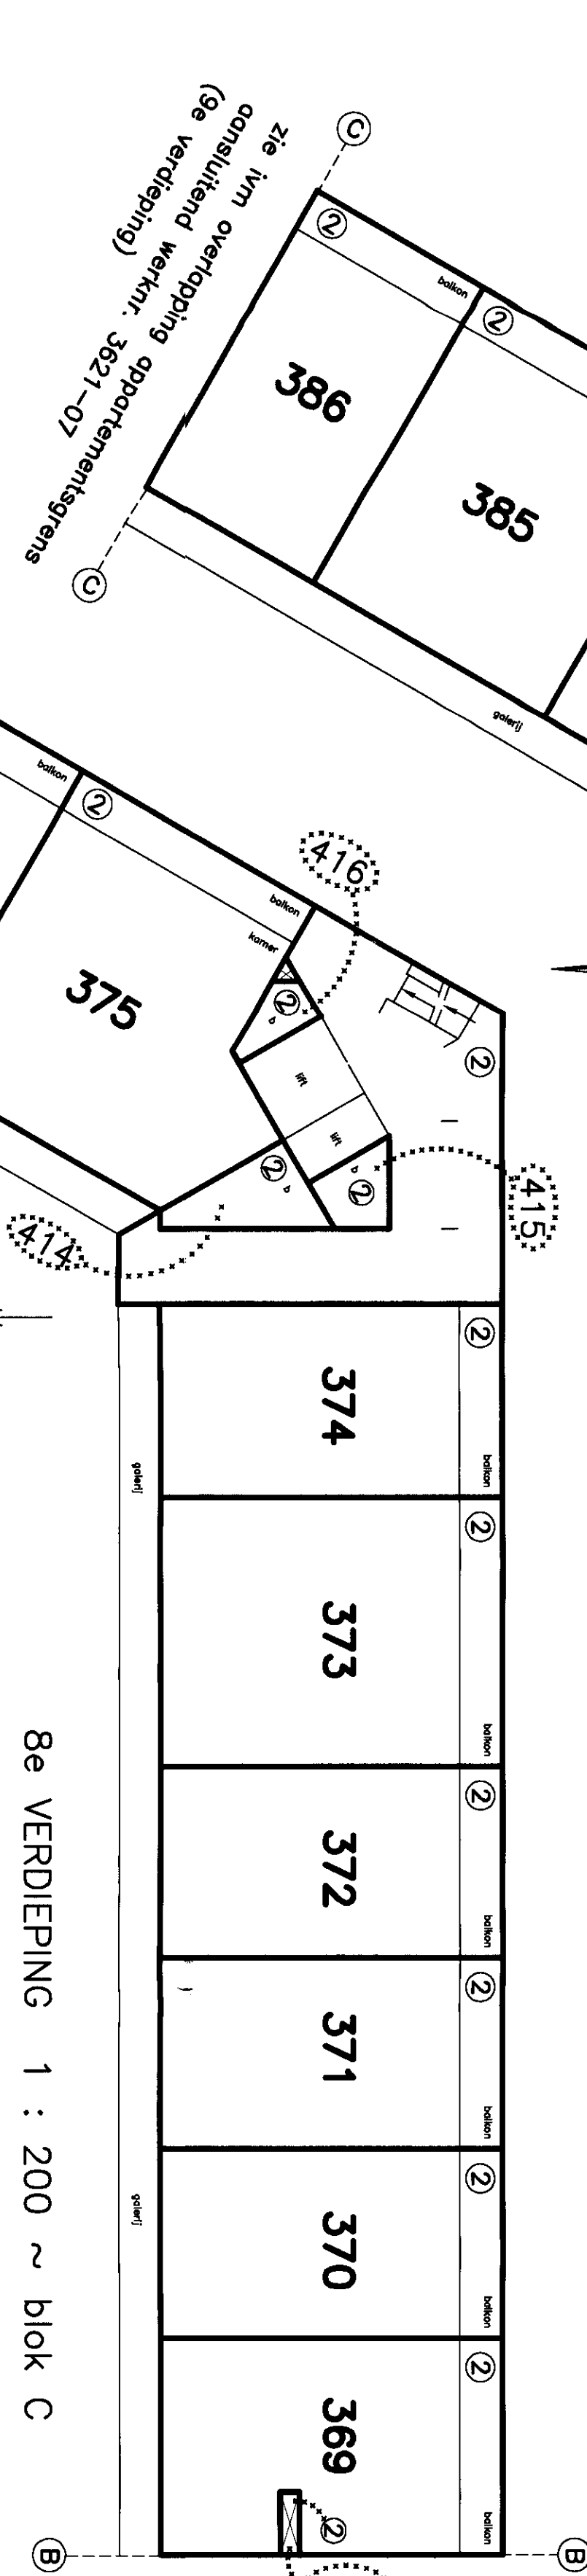 C
zie ivm overlapping appartementsgrens
aansluitend werknr. 3621-07
(9e verdieping)
C
2
balkon
386
2
385
galerij
balkon
2
416
balkon
kamer
375
2
b
lift
lift
2
2
b
2
b
415
414
2
374
balkon
galerij
2
373
balkon
2
372
balkon
2
371
balkon
2
370
balkon
galerij
2
369
balkon
2
8e VERDIEPING 1 : 200 ~ blok C
B
B